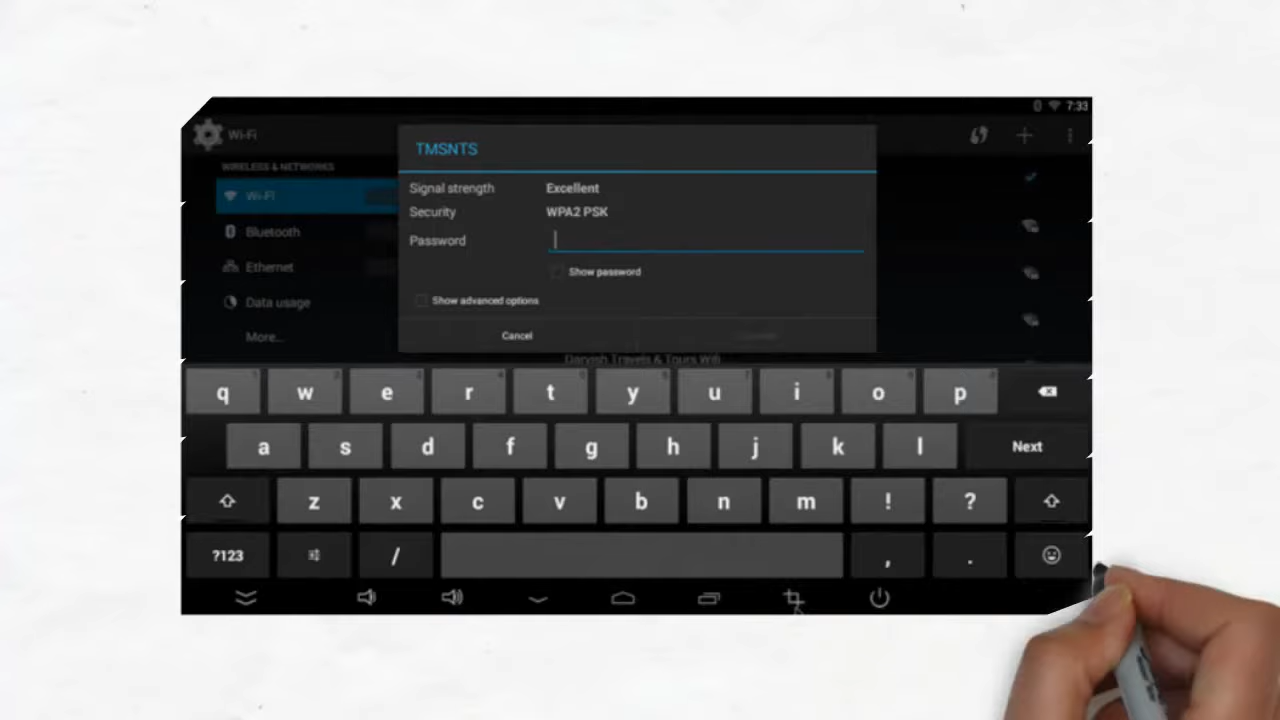 7:33
Wi-Fi
TMSNTS
WIRELESS & NETWORKS
Signal strength Excellent
Wi-Fi
Security WPA2 PSK
Bluetooth
Password
Ethernet
Show password
Data usage
Show advanced options
More...
Cancel
Darvish Travels & Tours Wifi
q w e r t y u i o p
a s d f g h j k l Next
z x c v b n m ! ?
?123 / , .